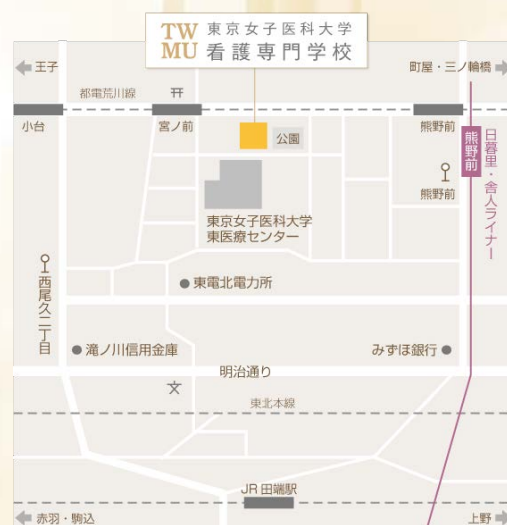 TW
MU
東京女子医科大学
看護専門学校
王子
町屋・三ノ輪橋
都電荒川線
小台
宮ノ前
公園
熊野前
熊野前
日暮里・舎人ライナー
熊野前
東京女子医科大学
東医療センター
西尾久二丁目
東電北電力所
滝ノ川信用金庫
みずほ銀行
明治通り
東北本線
JR田端駅
赤羽・駒込
上野